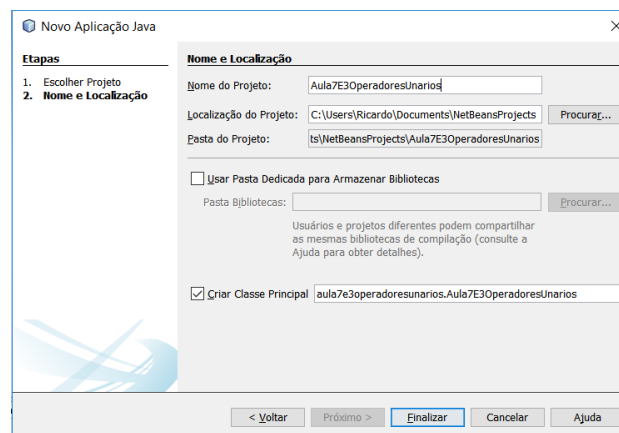 Novo Aplicação Java
Etapas
1. Escolher Projeto
2. Nome e Localização
Nome e Localização
Nome do Projeto: Aula7E3OperadoresUnarios
Localização do Projeto: C:\Users\Ricardo\Documents\NetBeansProjects Procurar...
Pasta do Projeto: ts\NetBeansProjects\Aula7E3OperadoresUnarios
Usar Pasta Dedicada para Armazenar Bibliotecas
Pasta Bibliotecas: Procurar...
Usuários e projetos diferentes podem compartilhar
as mesmas bibliotecas de compilação (consulte a
Ajuda para obter detalhes).
Criar Classe Principal aula7e3operadoresunarios.Aula7E3OperadoresUnarios
< Voltar Próximo > Finalizar Cancelar Ajuda